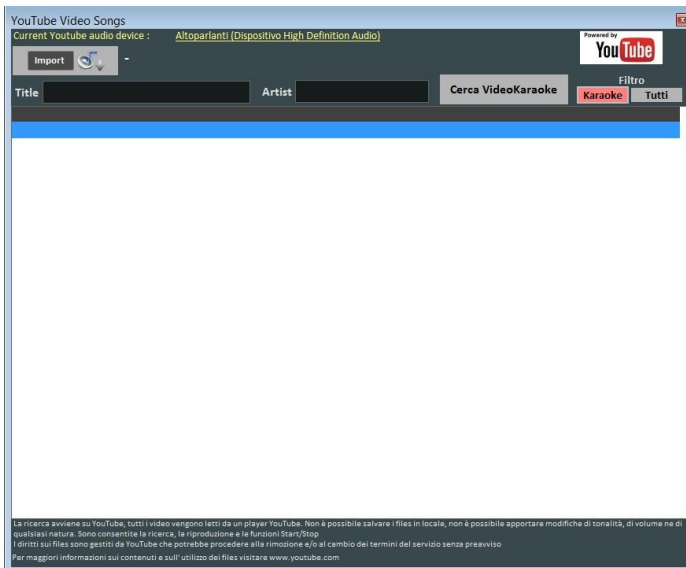 YouTube Video Songs
Current Youtube audio device :     Altoparlanti (Dispositivo High Definition Audio)
Powered by
YouTube
Import -
Title Artist Cerca VideoKaraoke
Filtro
Karaoke Tutti
La ricerca avviene su YouTube, tutti i video vengono letti da un player YouTube. Non è possibile salvare i files in locale, non è possibile apportare modifiche di tonalità, di volume ne di
qualsiasi natura. Sono consentite la ricerca, la riproduzione e le funzioni Start/Stop
I diritti sui files sono gestiti da YouTube che potrebbe procedere alla rimozione e/o al cambio dei termini del servizio senza preavviso
Per maggiori informazioni sui contenuti e sull'utilizzo dei files visitare www.youtube.com